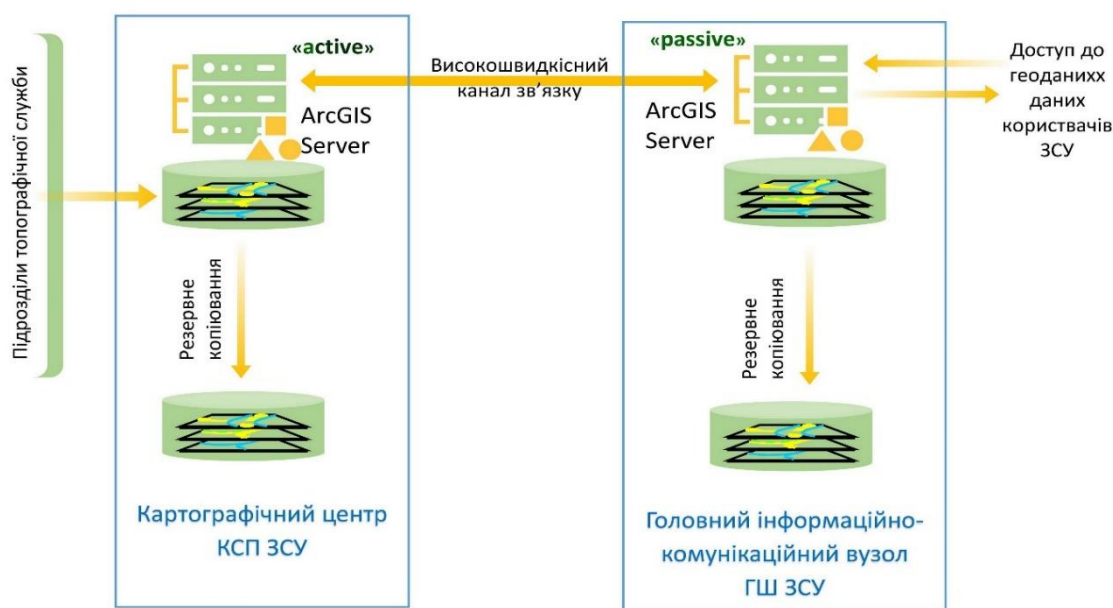 Підрозділи топографічної служби
«active»
ArcGIS
Server
Резервне
копіювання
Картографічний центр
КСП ЗСУ
Високошвидкісний
канал зв’язку
«passive»
ArcGIS
Server
Резервне
копіювання
Головний інформаційно-
комунікаційний вузол
ГШ ЗСУ
Доступ до
геоданихх
даних
користвачів
ЗСУ